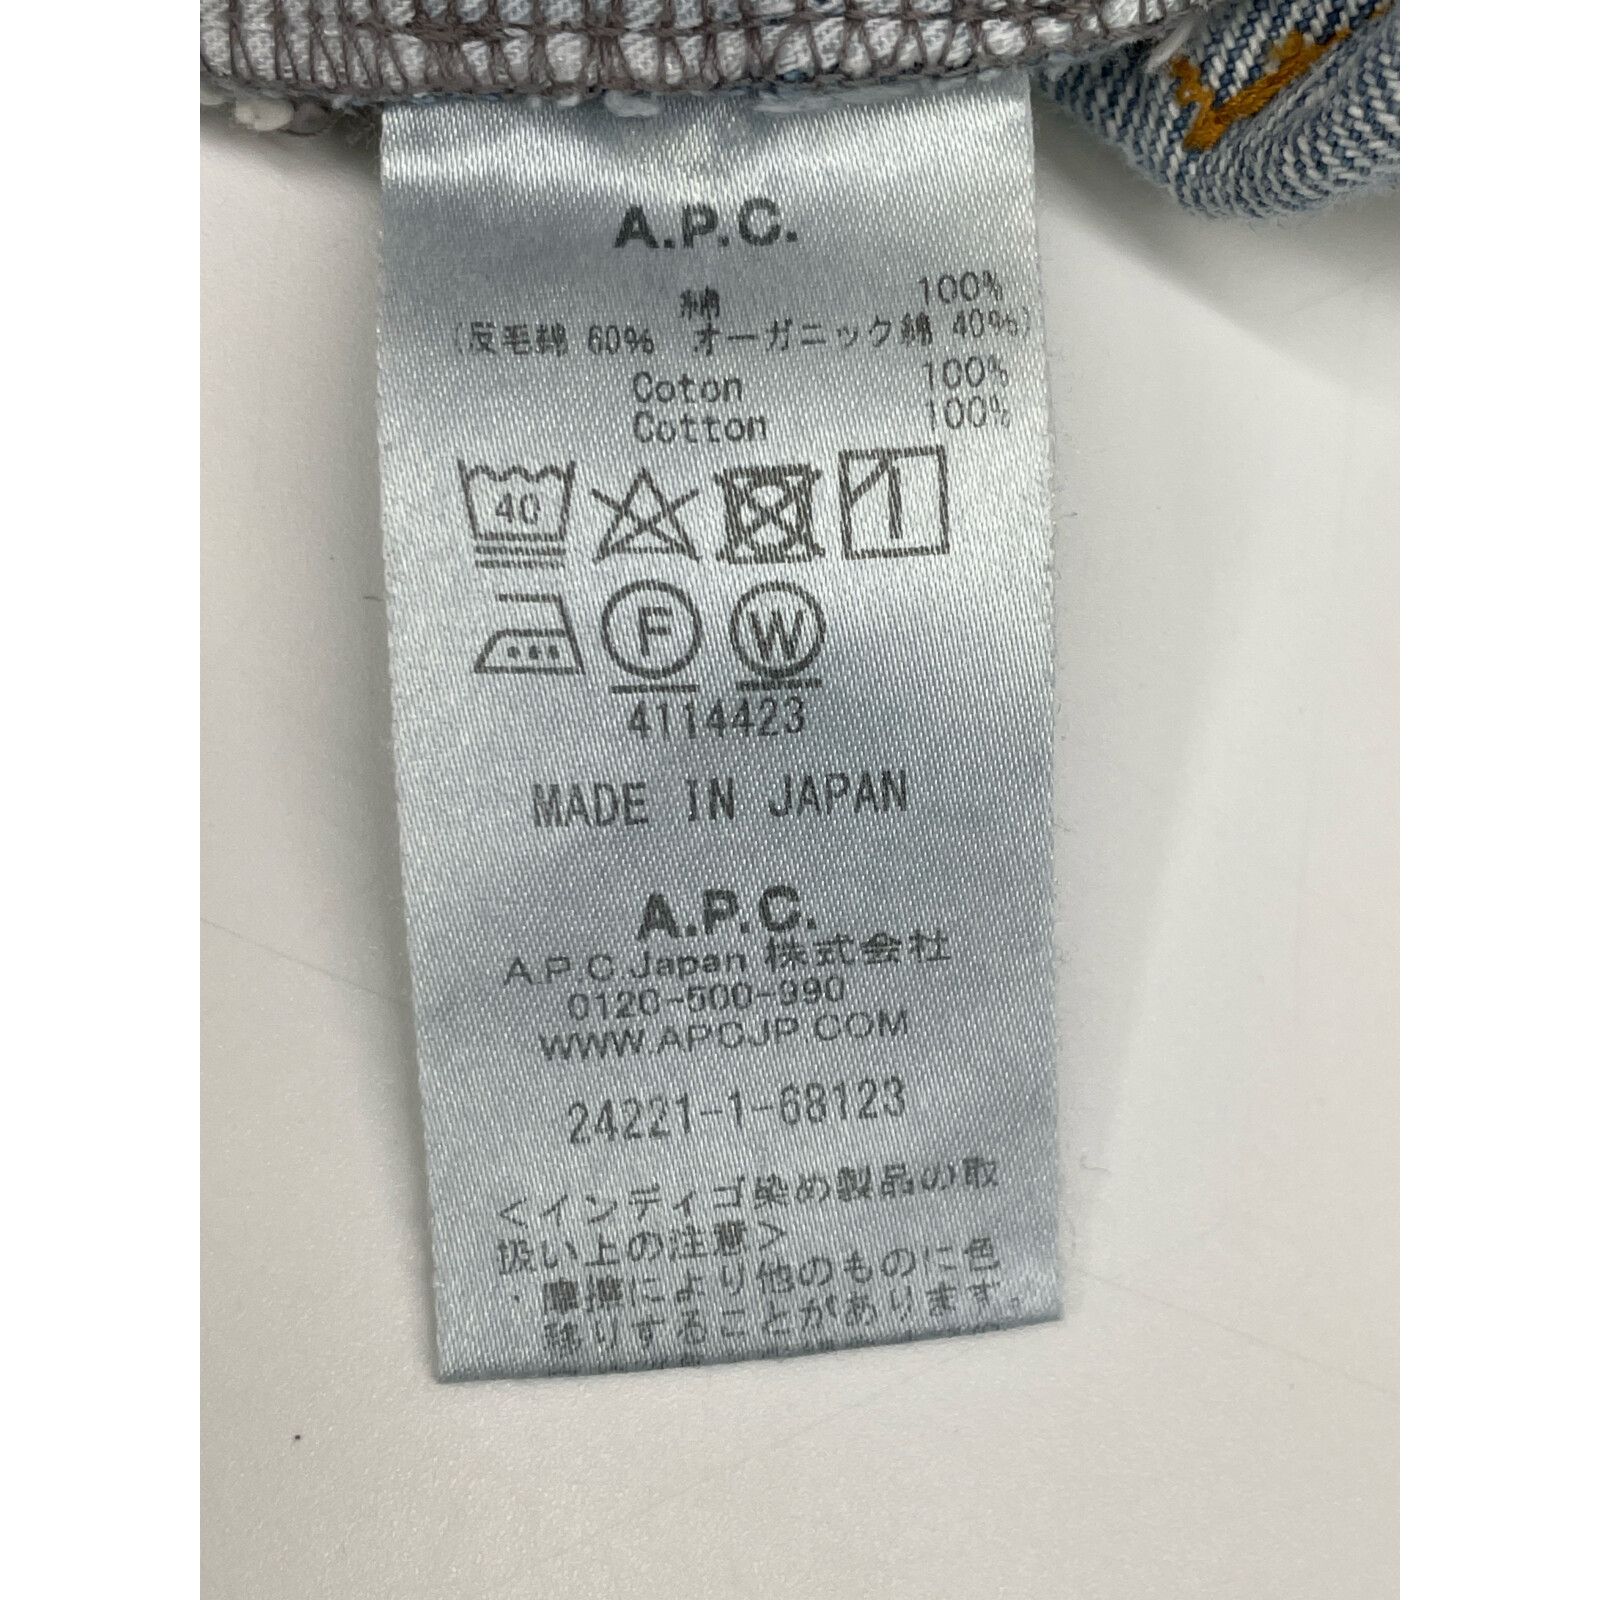 A.P.C.
綿 100%
(反毛綿 60% オーガニック綿 40%)
Coton 100%
Cotton 100%
40
F W
4114423
MADE IN JAPAN
A.P.C.
A.P.C.Japan 株式会社
0120-500-990
WWW.APCJP.COM
24221-1-68123
<インディゴ染め製品の取
扱い上の注意>
・摩擦により他のものに色
移りすることがあります。